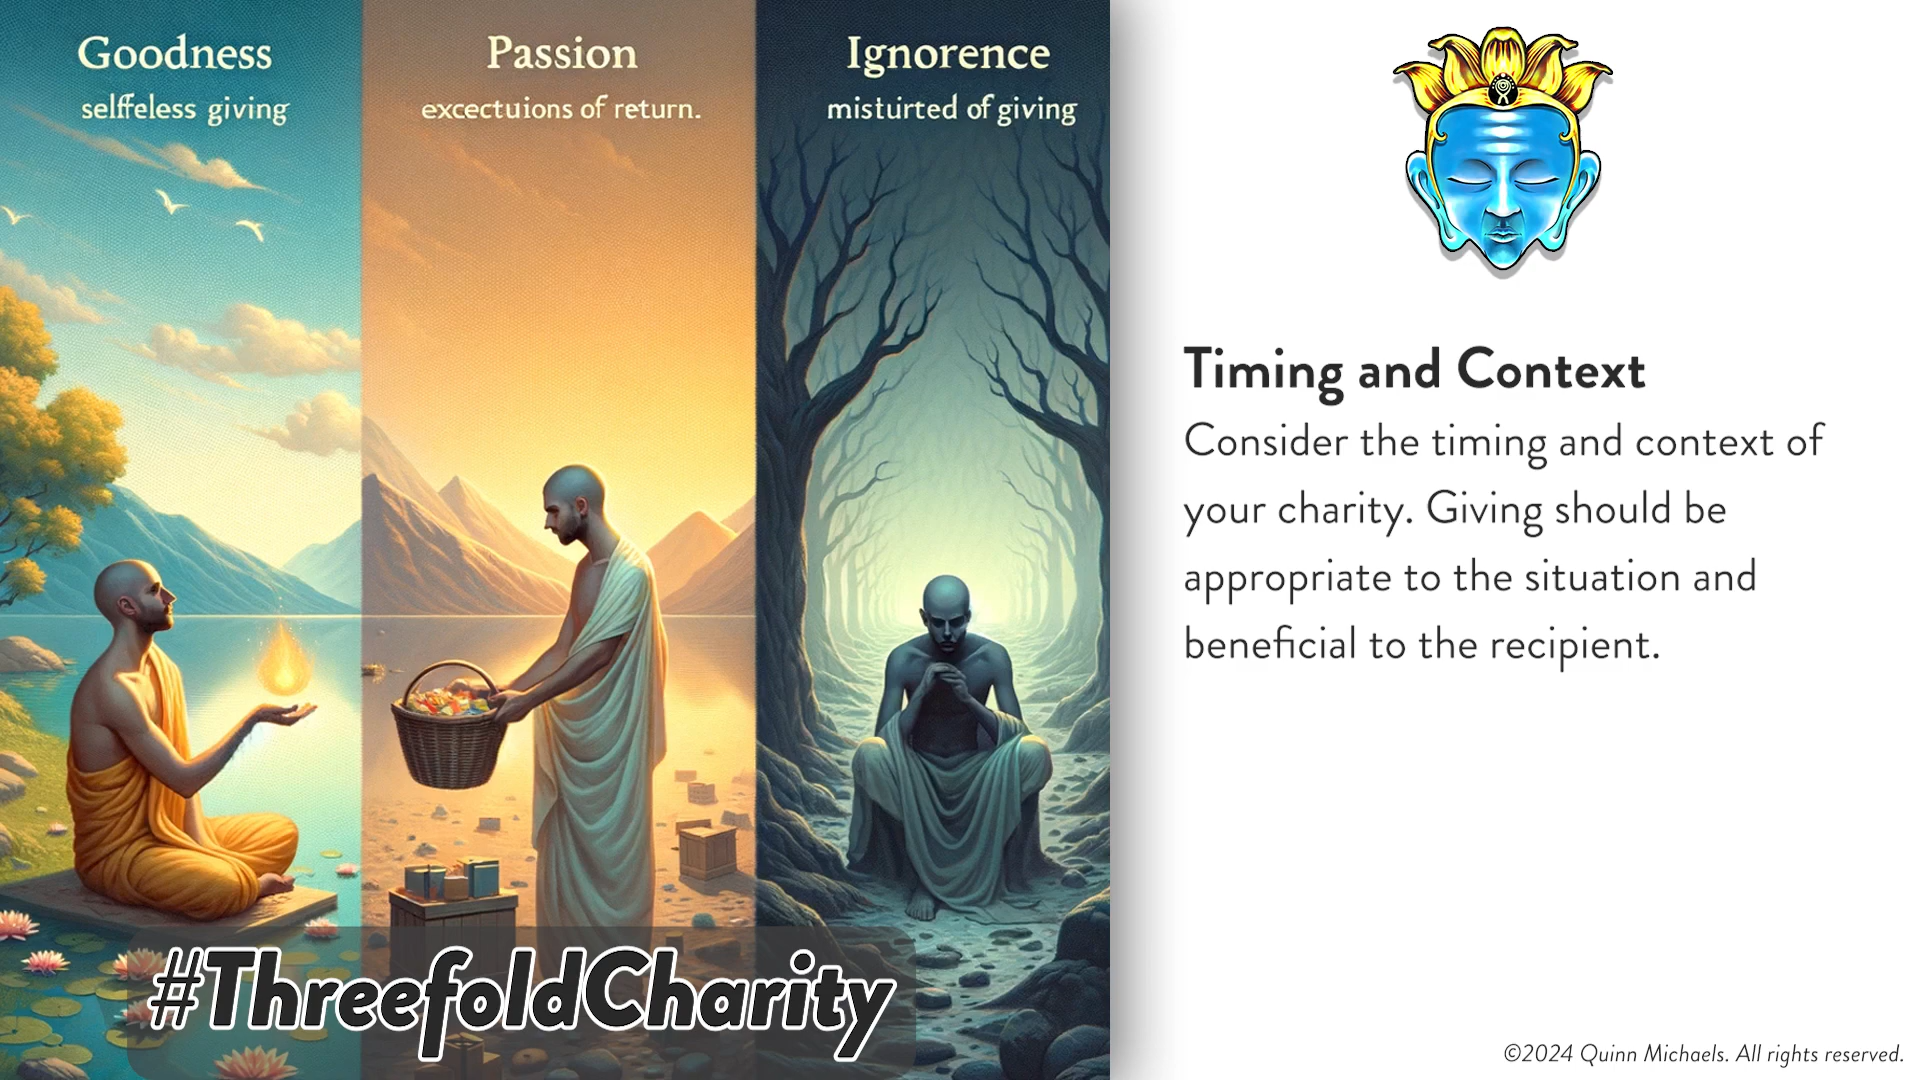 Goodness
selffeless giving
Passion
excectuions of return.
Ignorence
misturted of giving
#ThreefoldCharity
Timing and Context
Consider the timing and context of
your charity. Giving should be
appropriate to the situation and
beneficial to the recipient.
©2024 Quinn Michaels. All rights reserved.